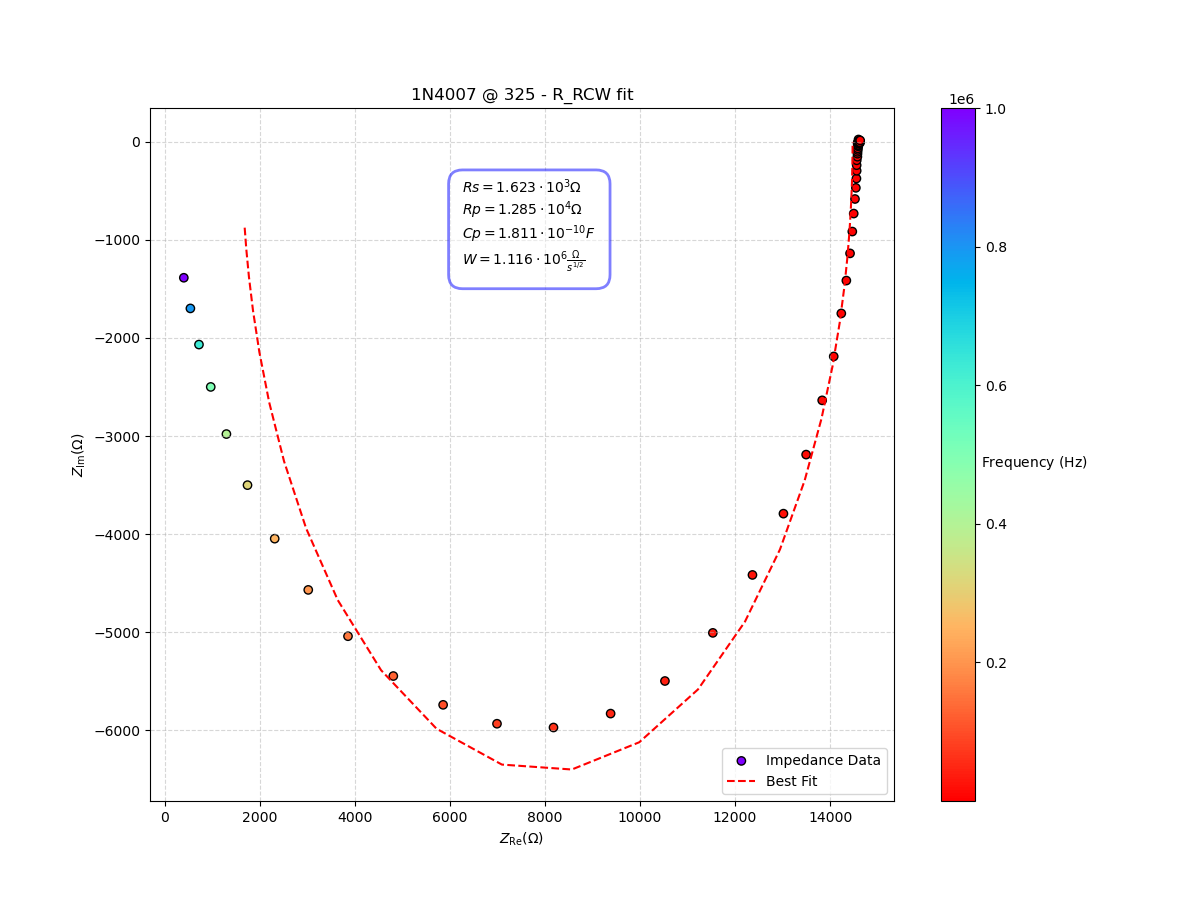 1N4007 @ 325 - R_RCW fit
1e6
1.0
0.8
0.6
0.4
0.2
Frequency (Hz)
0
−1000
−2000
−3000
−4000
−5000
−6000
Z_Im(Ω)
Rs = 1.623 · 10³Ω
Rp = 1.285 · 10⁴Ω
Cp = 1.811 · 10⁻¹⁰F
W = 1.116 · 10⁶ Ω/s^1/2
Impedance Data
Best Fit
0 2000 4000 6000 8000 10000 12000 14000
Z_Re(Ω)